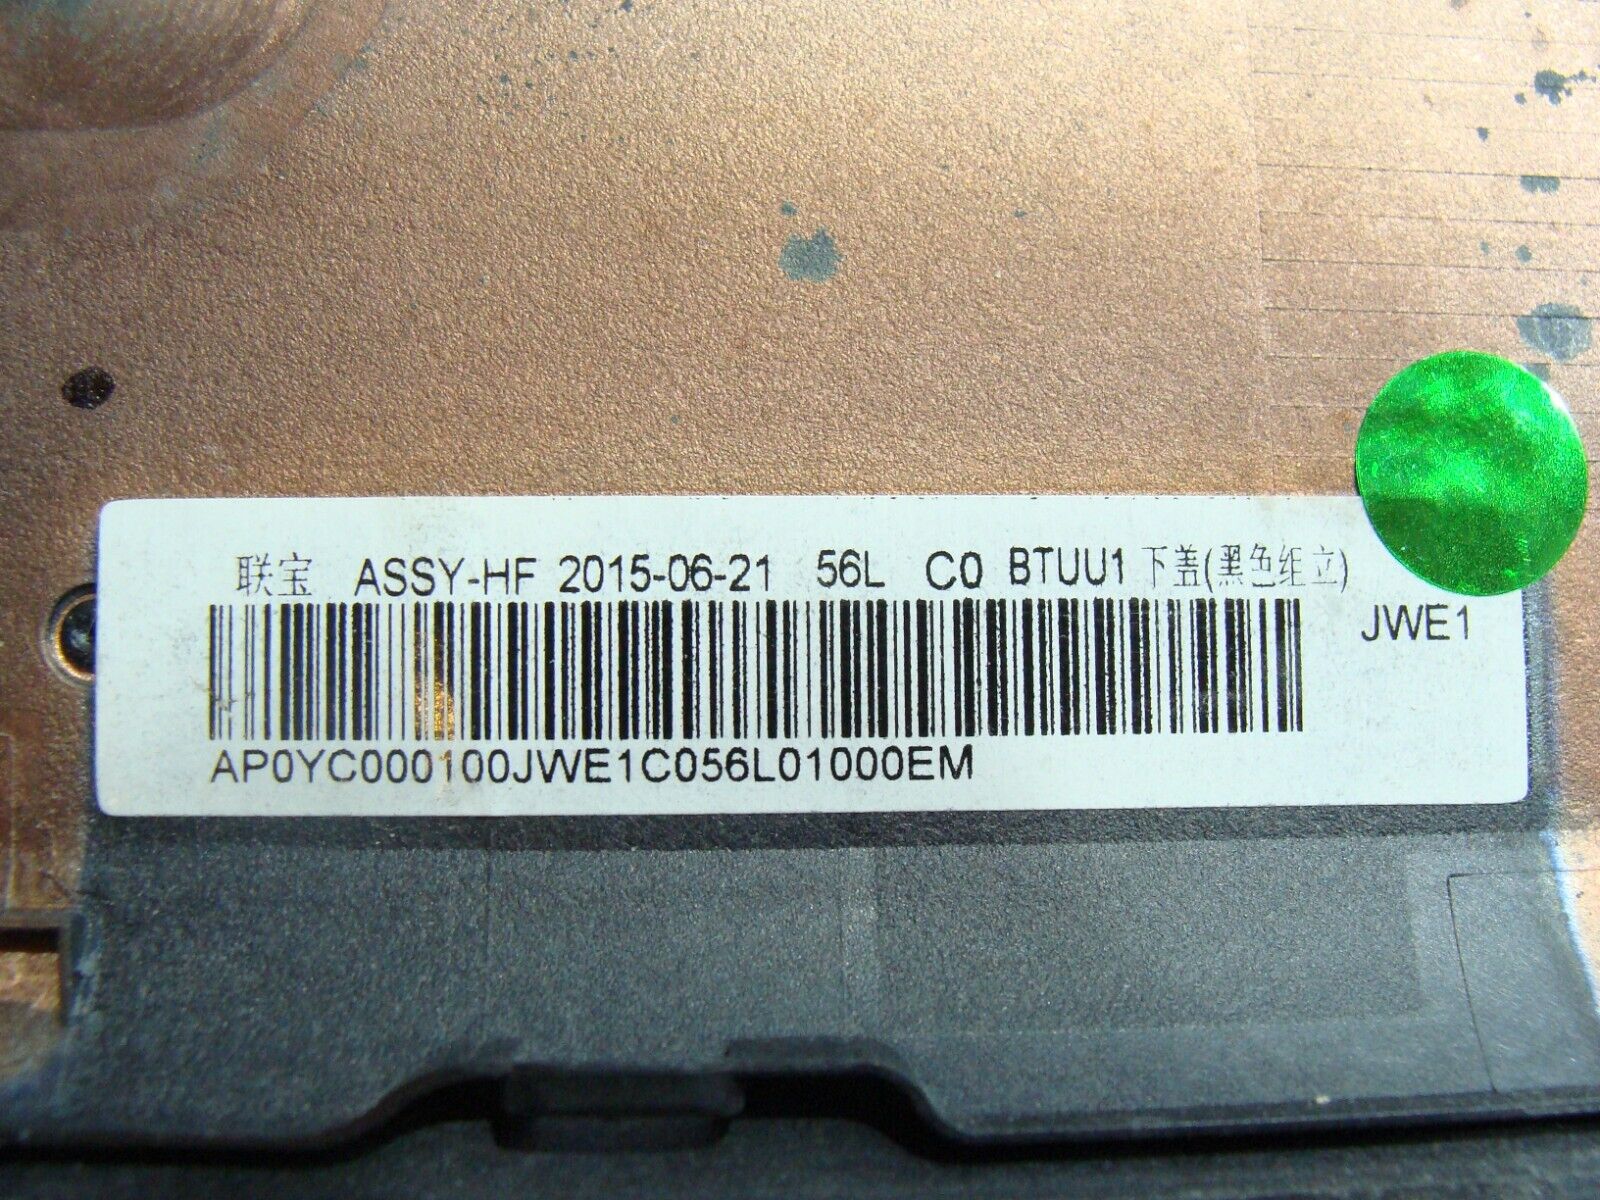 联宝 ASSY-HF 2015-06-21 56L C0 BTUU1 下盖(黑色组立)
JWE1
AP0YC000100JWE1C056L01000EM